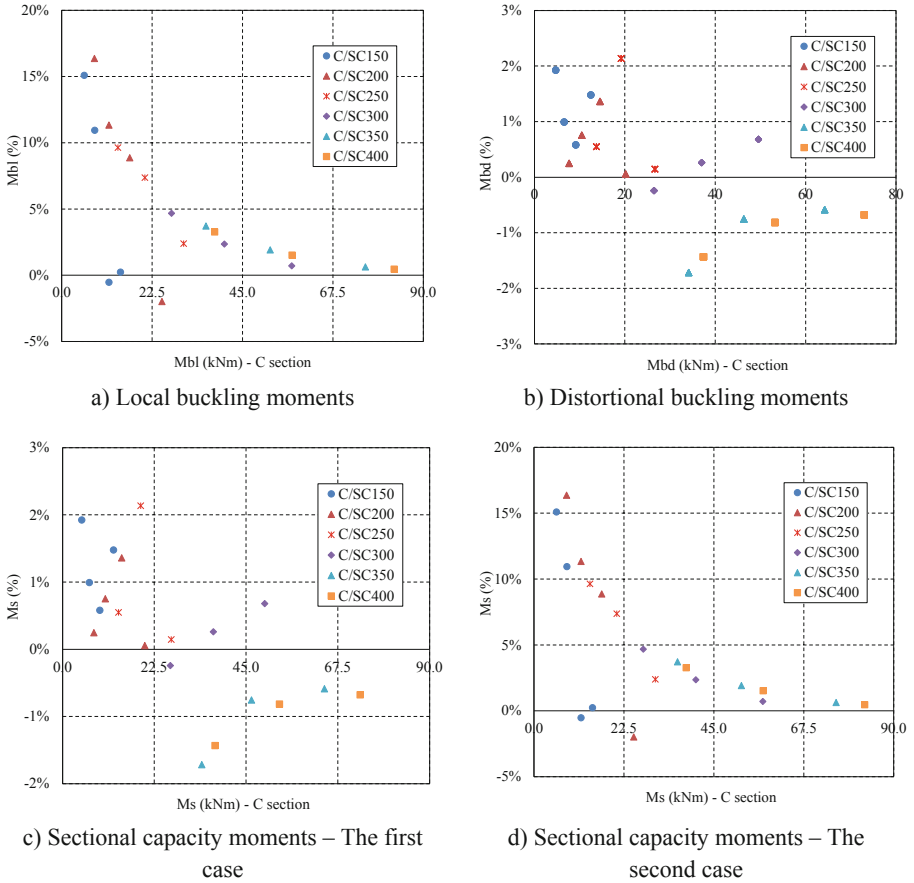 20%
15%
10%
5%
0%
-5%
0.0
22.5
45.0
67.5
90.0
Mbl (%)
Mbl (kNm) - C section
C/SC150
C/SC200
C/SC250
C/SC300
C/SC350
C/SC400
a) Local buckling moments
3%
2%
1%
0%
-1%
-2%
-3%
0
20
40
60
80
Mbd (%)
Mbd (kNm) - C section
C/SC150
C/SC200
C/SC250
C/SC300
C/SC350
C/SC400
b) Distortional buckling moments
3%
2%
1%
0%
-1%
-2%
0.0
22.5
45.0
67.5
90.0
Ms (%)
Ms (kNm) - C section
C/SC150
C/SC200
C/SC250
C/SC300
C/SC350
C/SC400
c) Sectional capacity moments – The first
case
20%
15%
10%
5%
0%
-5%
0.0
22.5
45.0
67.5
90.0
Ms (%)
Ms (kNm) - C section
C/SC150
C/SC200
C/SC250
C/SC300
C/SC350
C/SC400
d) Sectional capacity moments – The
second case